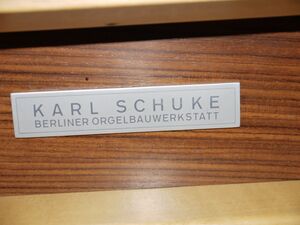 KARL SCHUKE
BERLINER ORGELBAUWERKSTATT